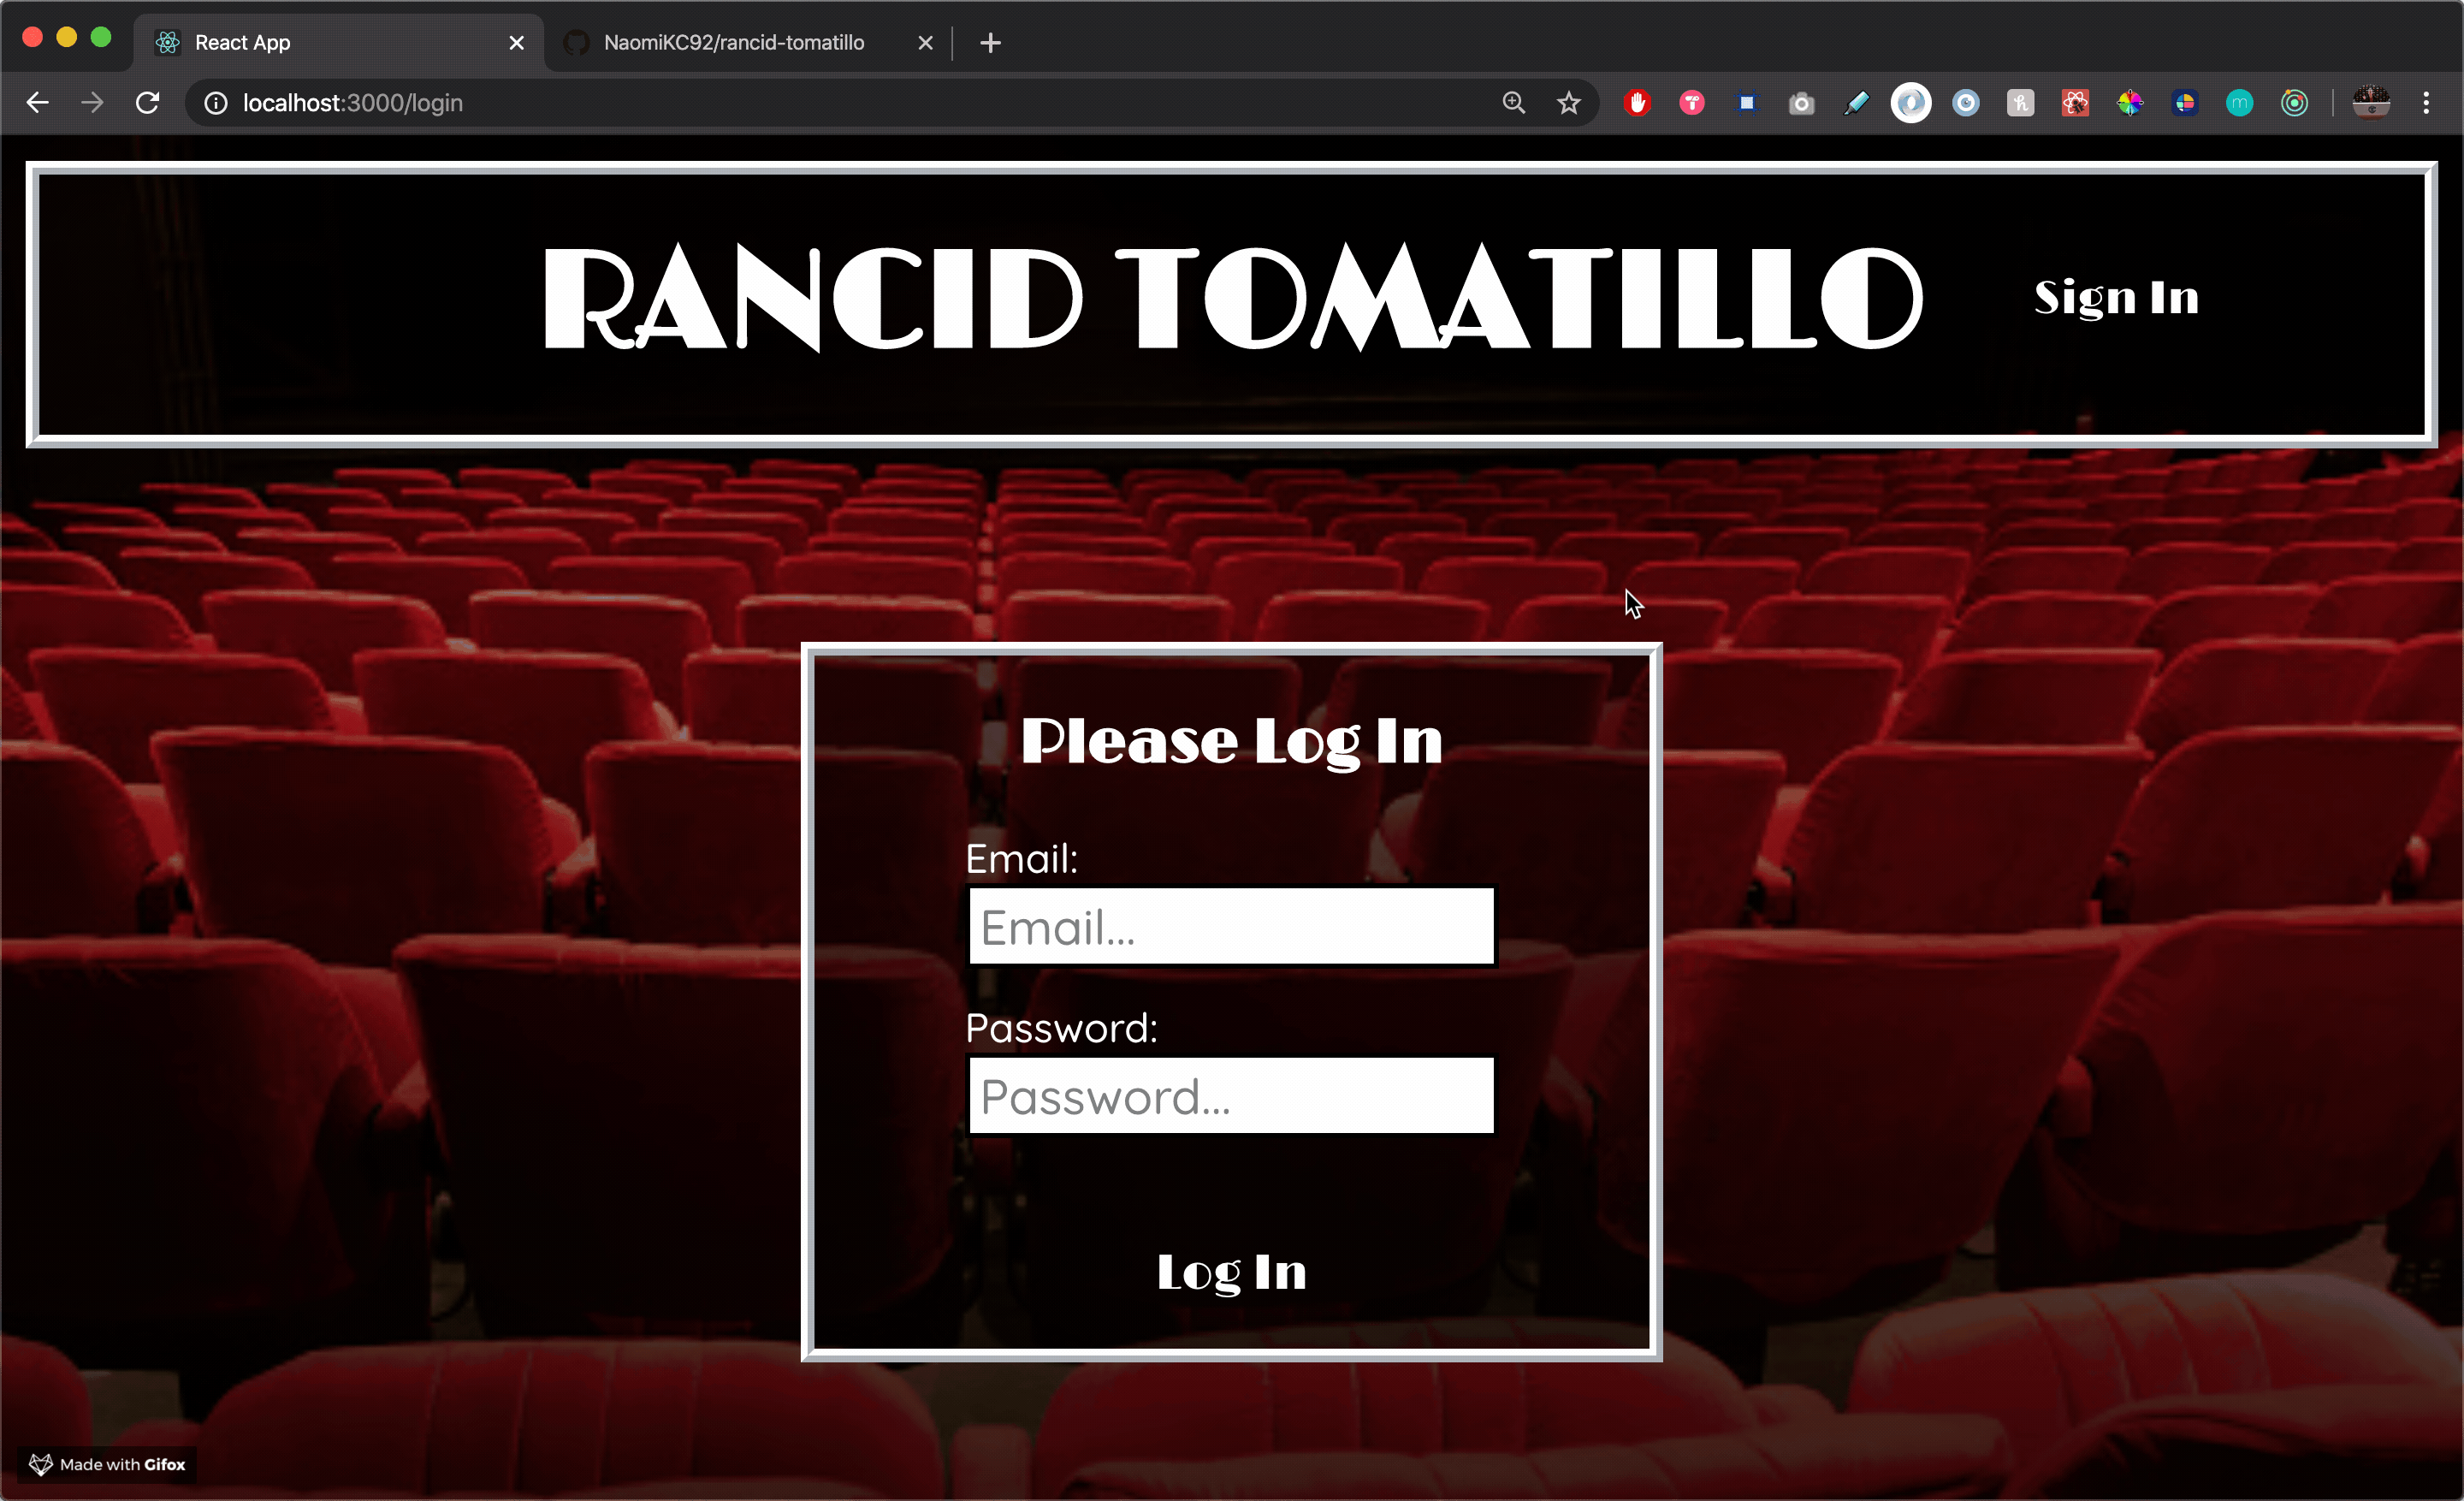 React App
NaomiKC92/rancid-tomatillo
localhost:3000/login
RANCID TOMATILLO
Sign In
Please Log In
Email:
Email...
Password:
Password...
Log In
Made with Gifox